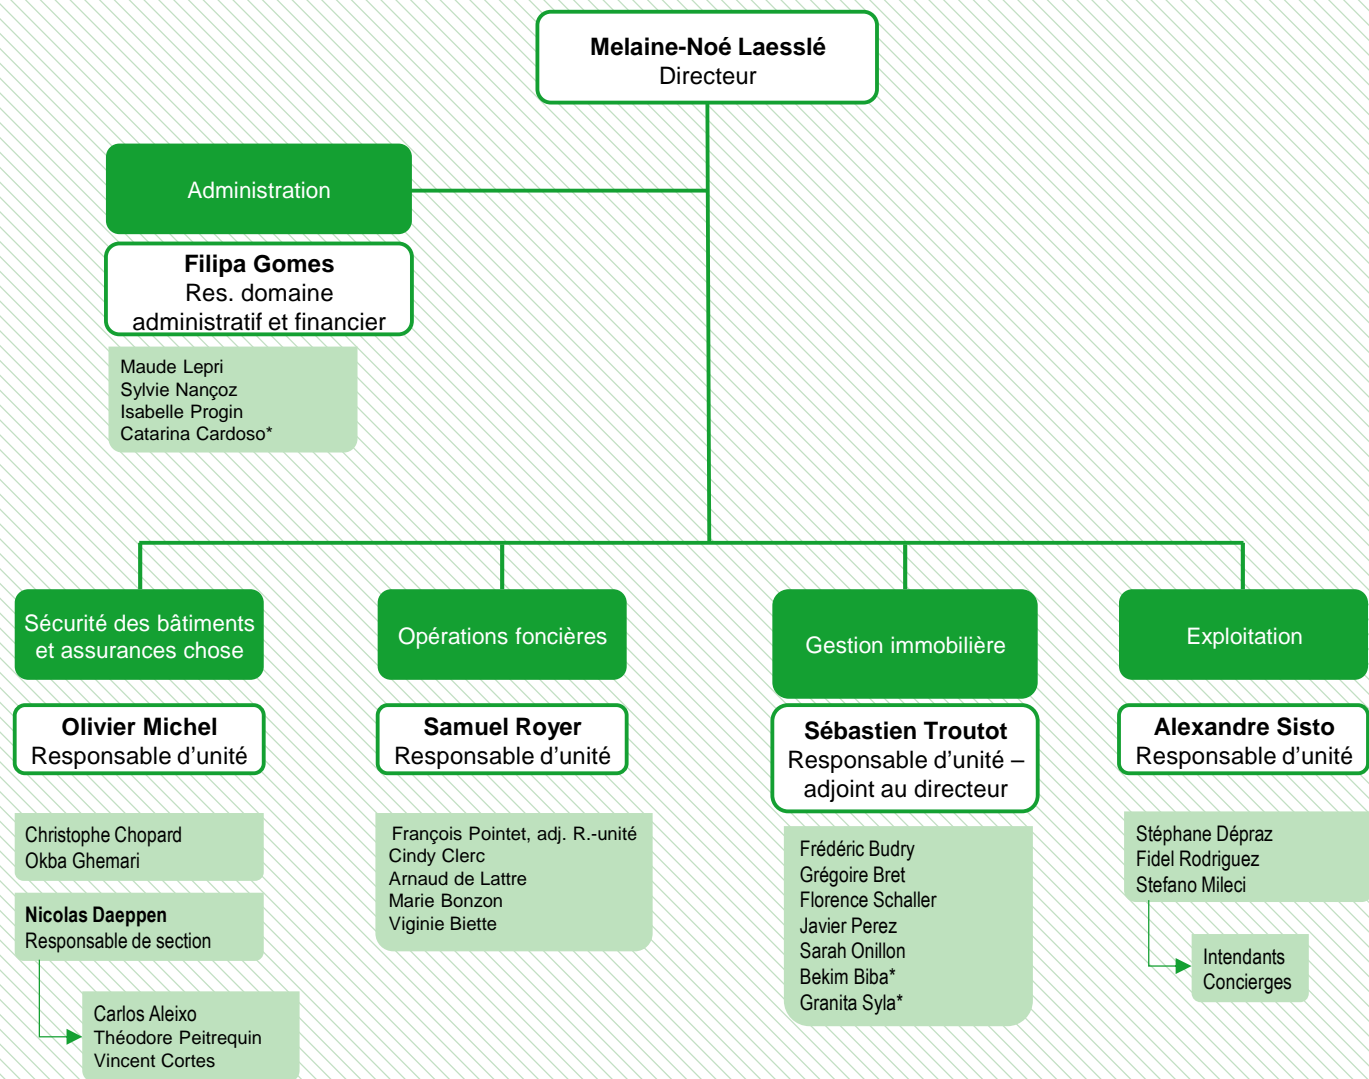 Melaine-Noé Laesslé
Directeur
Administration
Filipa Gomes
Res. domaine
administratif et financier
Maude Lepri
Sylvie Nançoz
Isabelle Progin
Catarina Cardoso*
Sécurité des bâtiments
et assurances chose
Olivier Michel
Responsable d’unité
Christophe Chopard
Okba Ghemari
Nicolas Daeppen
Responsable de section
Carlos Aleixo
Théodore Peitrequin
Vincent Cortes
Opérations foncières
Samuel Royer
Responsable d’unité
François Pointet, adj. R.-unité
Cindy Clerc
Arnaud de Lattre
Marie Bonzon
Viginie Biette
Gestion immobilière
Sébastien Troutot
Responsable d’unité –
adjoint au directeur
Frédéric Budry
Grégoire Bret
Florence Schaller
Javier Perez
Sarah Onillon
Bekim Biba*
Granita Syla*
Exploitation
Alexandre Sisto
Responsable d’unité
Stéphane Dépraz
Fidel Rodriguez
Stefano Mileci
Intendants
Concierges